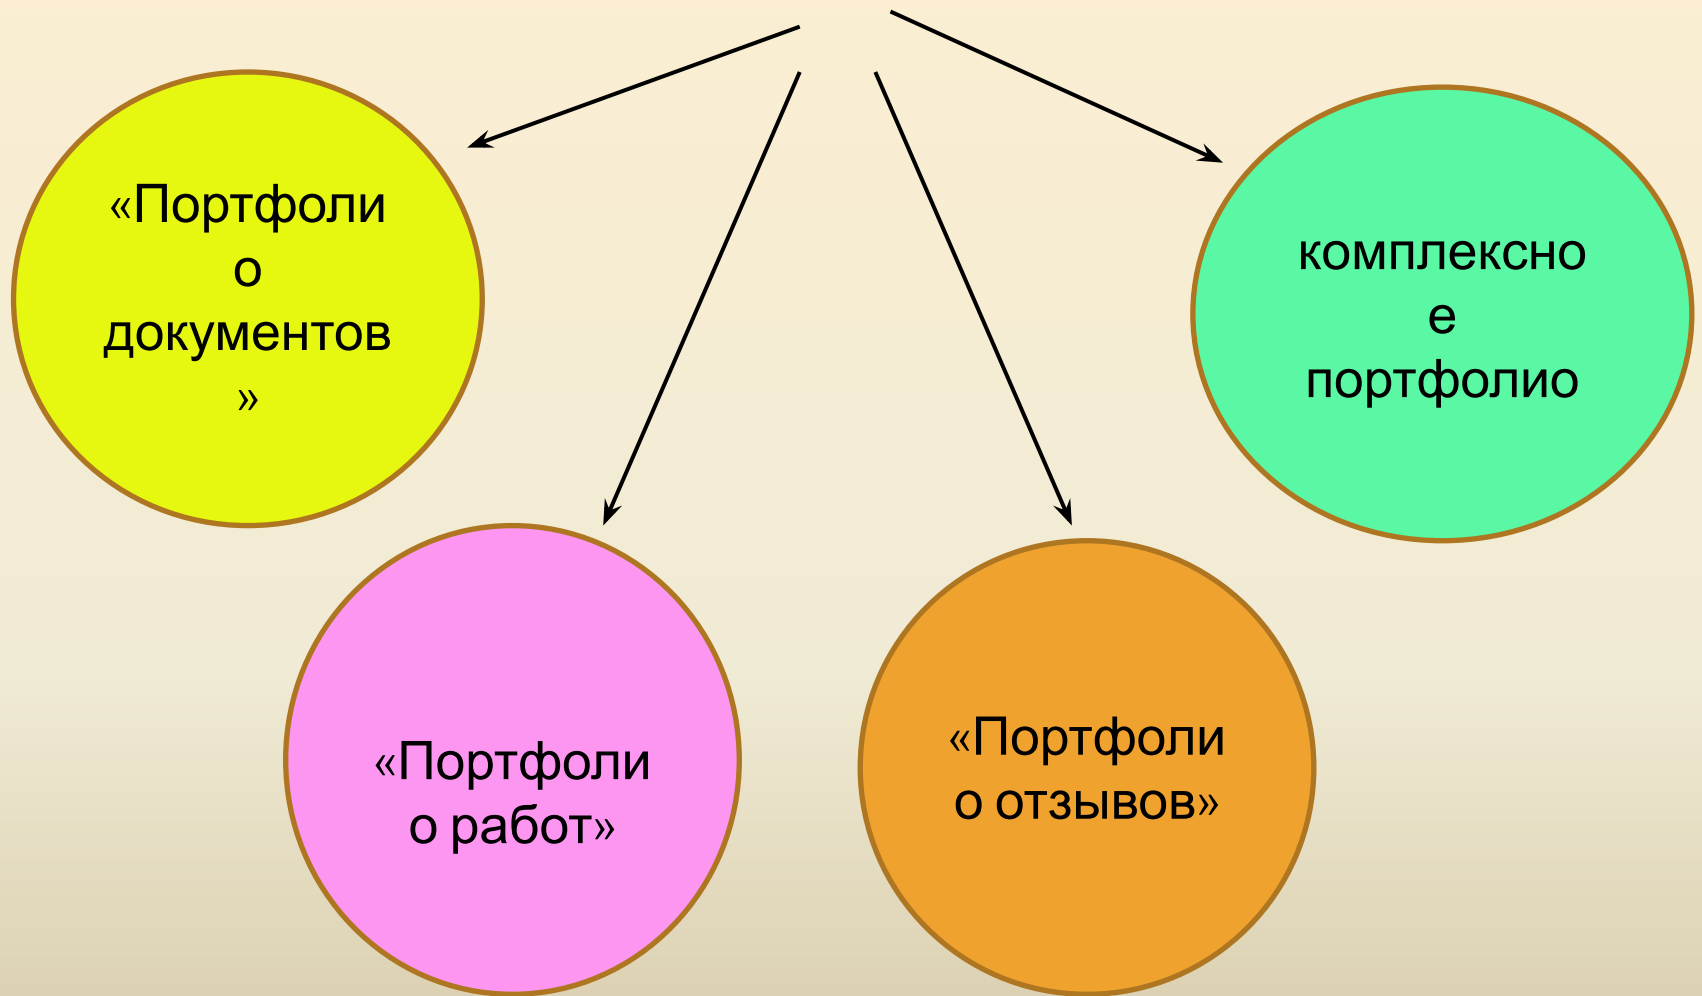 «Портфоли
о
документов
»
комплексно
е
портфолио
«Портфоли
о работ»
«Портфоли
о отзывов»